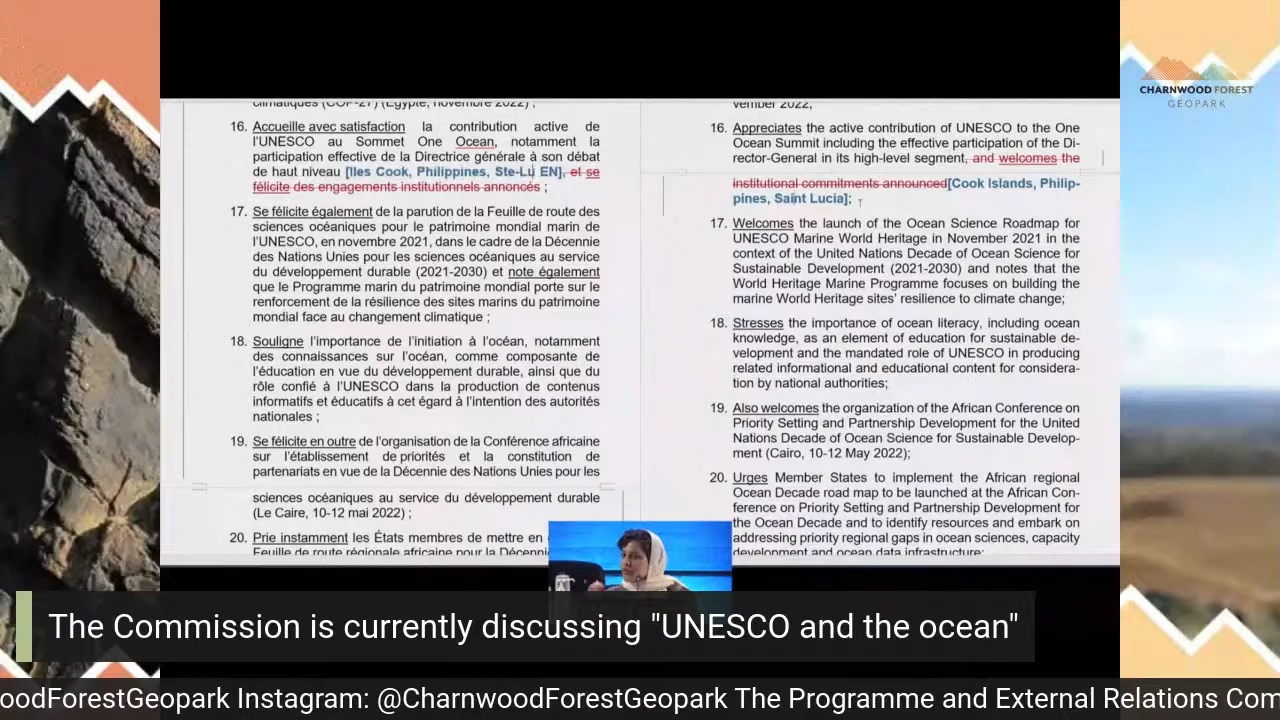 climatiques (COP-27) (Égypte, novembre 2022) ;
16. Accueille avec satisfaction la contribution active de
l'UNESCO au Sommet One Ocean, notamment la
participation effective de la Directrice générale à son débat
de haut niveau [Iles Cook, Philippines, Ste-Lu EN], et se
félicite des engagements institutionnels annoncés ;
17. Se félicite également de la parution de la Feuille de route des
sciences océaniques pour le patrimoine mondial marin de
l'UNESCO, en novembre 2021, dans le cadre de la Décennie
des Nations Unies pour les sciences océaniques au service
du développement durable (2021-2030) et note également
que le Programme marin du patrimoine mondial porte sur le
renforcement de la résilience des sites marins du patrimoine
mondial face au changement climatique ;
18. Souligne l'importance de l'initiation à l'océan, notamment
des connaissances sur l'océan, comme composante de
l'éducation en vue du développement durable, ainsi que du
rôle confié à l'UNESCO dans la production de contenus
informatifs et éducatifs à cet égard à l'intention des autorités
nationales ;
19. Se félicite en outre de l'organisation de la Conférence africaine
sur l'établissement de priorités et la constitution de
partenariats en vue de la Décennie des Nations Unies pour les
sciences océaniques au service du développement durable
(Le Caire, 10-12 mai 2022) ;
20. Prie instamment les États membres de mettre en
Feuille de route régionale africaine pour la Décennie
vember 2022;
16. Appreciates the active contribution of UNESCO to the One
Ocean Summit including the effective participation of the Di-
rector-General in its high-level segment, and welcomes the
institutional commitments announced[Cook Islands, Philip-
pines, Saint Lucia];
17. Welcomes the launch of the Ocean Science Roadmap for
UNESCO Marine World Heritage in November 2021 in the
context of the United Nations Decade of Ocean Science for
Sustainable Development (2021-2030) and notes that the
World Heritage Marine Programme focuses on building the
marine World Heritage sites' resilience to climate change;
18. Stresses the importance of ocean literacy, including ocean
knowledge, as an element of education for sustainable de-
velopment and the mandated role of UNESCO in producing
related informational and educational content for considera-
tion by national authorities;
19. Also welcomes the organization of the African Conference on
Priority Setting and Partnership Development for the United
Nations Decade of Ocean Science for Sustainable Develop-
ment (Cairo, 10-12 May 2022);
20. Urges Member States to implement the African regional
Ocean Decade road map to be launched at the African Con-
ference on Priority Setting and Partnership Development for
the Ocean Decade and to identify resources and embark on
addressing priority regional gaps in ocean sciences, capacity
development and ocean data infrastructure;
CHARNWOOD FOREST
GEOPARK
The Commission is currently discussing "UNESCO and the ocean"
oodForestGeopark Instagram: @CharnwoodForestGeopark The Programme and External Relations Com